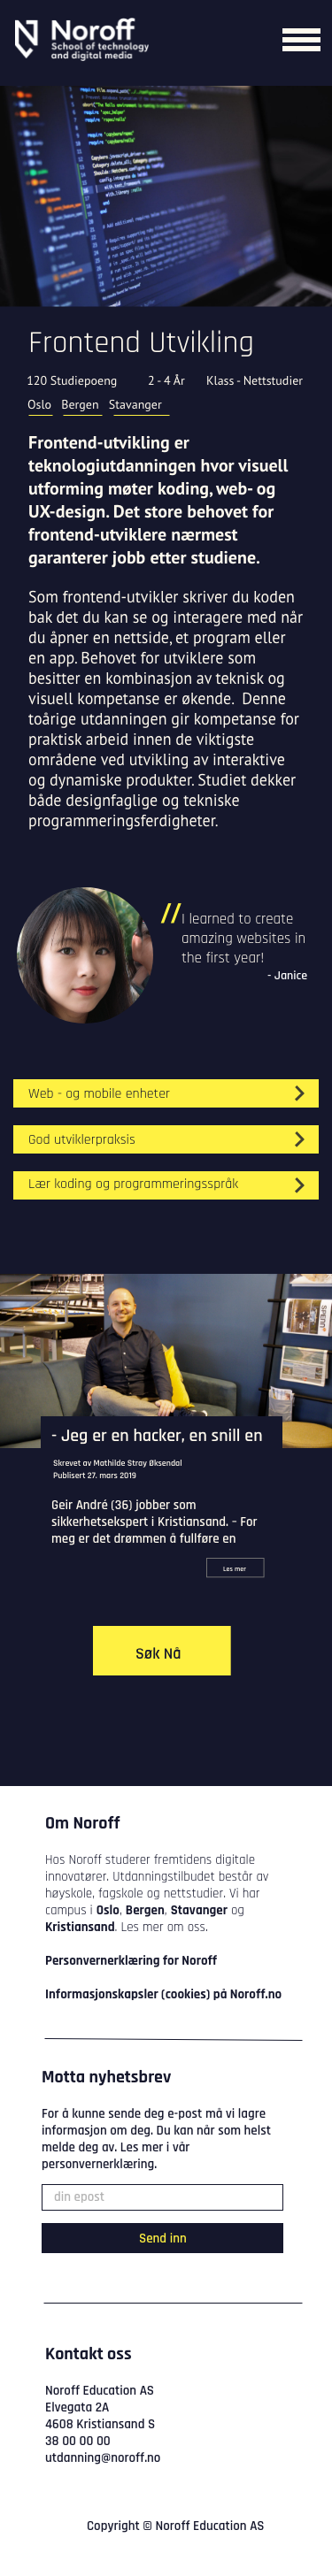 Noroff
School of technology
and digital media
Frontend Utvikling
120 Studiepoeng 2 - 4 År Klass - Nettstudier
Oslo Bergen Stavanger
Frontend-utvikling er
teknologiutdanningen hvor visuell
utforming møter koding, web- og
UX-design. Det store behovet for
frontend-utviklere nærmest
garanterer jobb etter studiene.
Som frontend-utvikler skriver du koden
bak det du kan se og interagere med når
du åpner en nettside, et program eller
en app. Behovet for utviklere som
besitter en kombinasjon av teknisk og
visuell kompetanse er økende. Denne
toårige utdanningen gir kompetanse for
praktisk arbeid innen de viktigste
områdene ved utvikling av interaktive
og dynamiske produkter. Studiet dekker
både designfaglige og tekniske
programmeringsferdigheter.
// I learned to create
amazing websites in
the first year!
- Janice
Web - og mobile enheter
God utviklerpraksis
Lær koding og programmeringsspråk
- Jeg er en hacker, en snill en
Skrevet av Mathilde Stray Øksendal
Publisert 27. mars 2019
Geir André (36) jobber som
sikkerhetsekspert i Kristiansand. – For
meg er det drømmen å fullføre en
Les mer
Søk Nå
Om Noroff
Hos Noroff studerer fremtidens digitale
innovatører. Utdanningstilbudet består av
høyskole, fagskole og nettstudier. Vi har
campus i Oslo, Bergen, Stavanger og
Kristiansand. Les mer om oss.
Personvernerklæring for Noroff
Informasjonskapsler (cookies) på Noroff.no
Motta nyhetsbrev
For å kunne sende deg e-post må vi lagre
informasjon om deg. Du kan når som helst
melde deg av. Les mer i vår
personvernerklæring.
din epost
Send inn
Kontakt oss
Noroff Education AS
Elvegata 2A
4608 Kristiansand S
38 00 00 00
utdanning@noroff.no
Copyright © Noroff Education AS